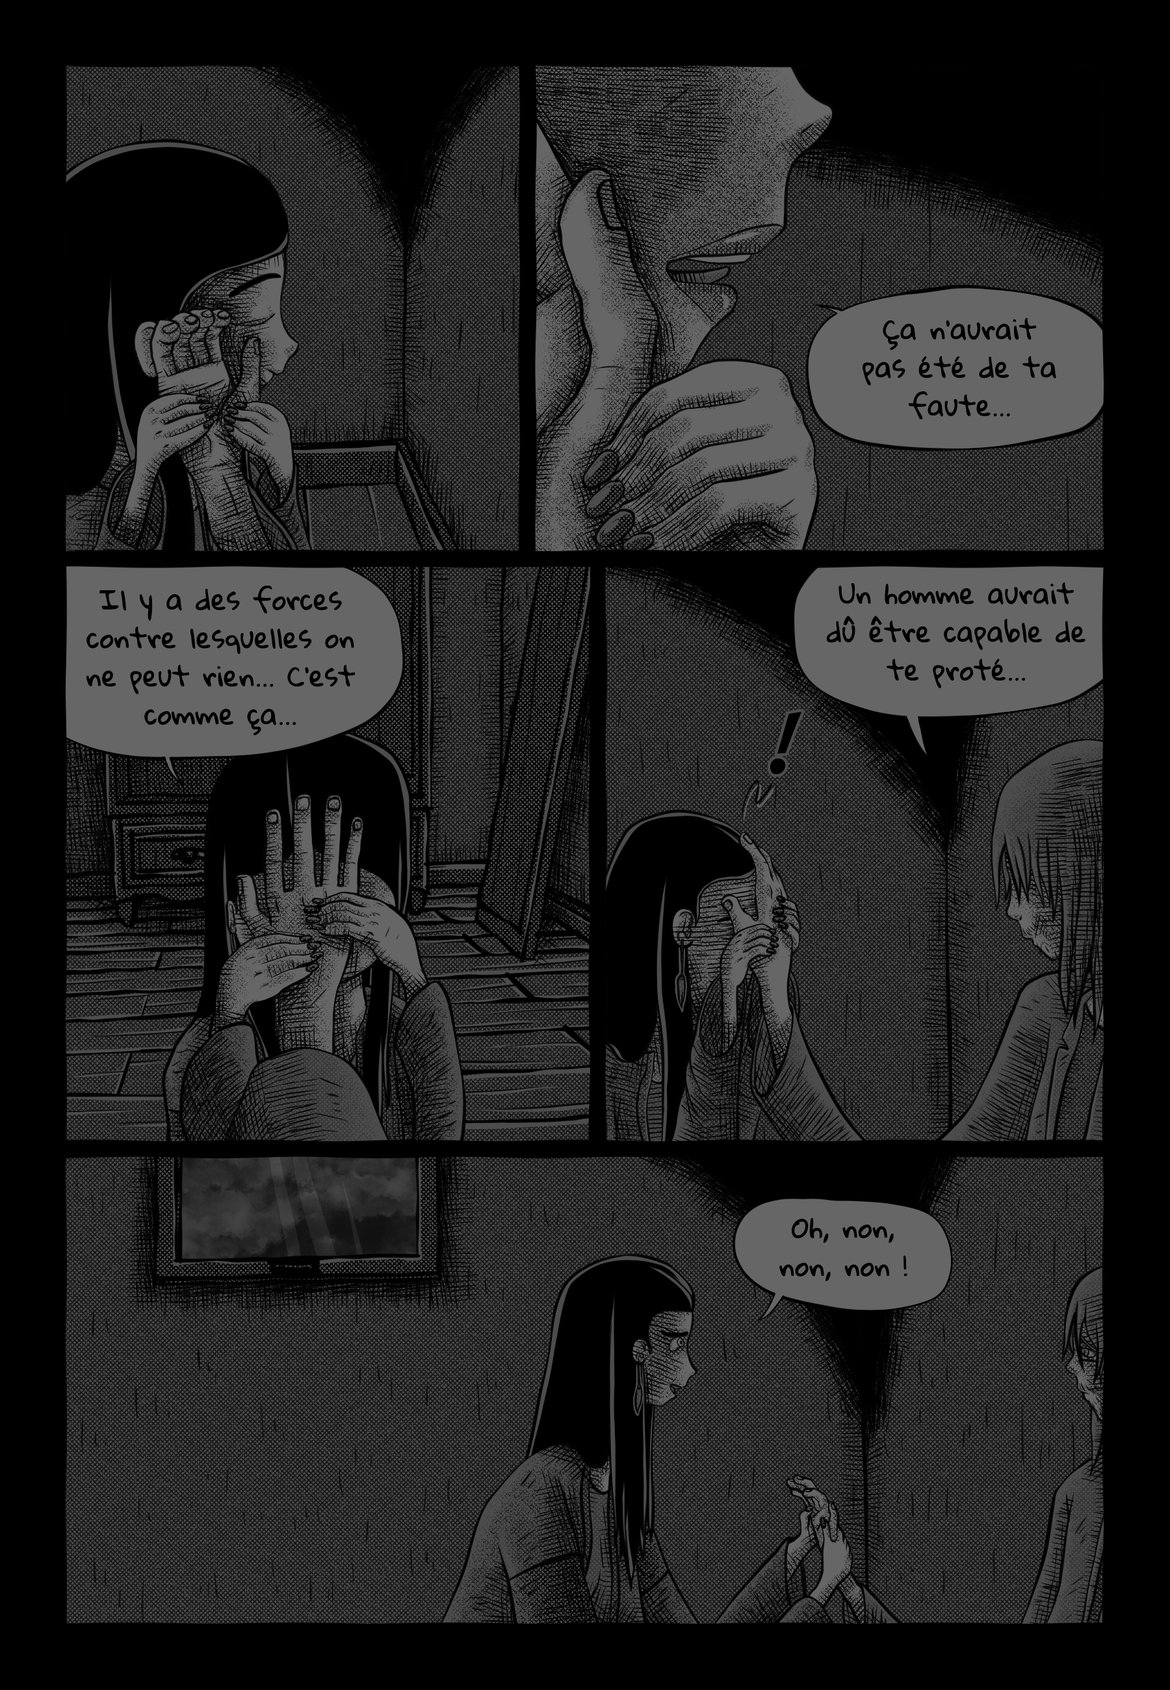 Ça n'aurait
pas été de ta
faute...
Il y a des forces
contre lesquelles on
ne peut rien... C'est
comme ça...
Un homme aurait
dÛ être capable de
te proté...
!
Oh, non,
non, non !